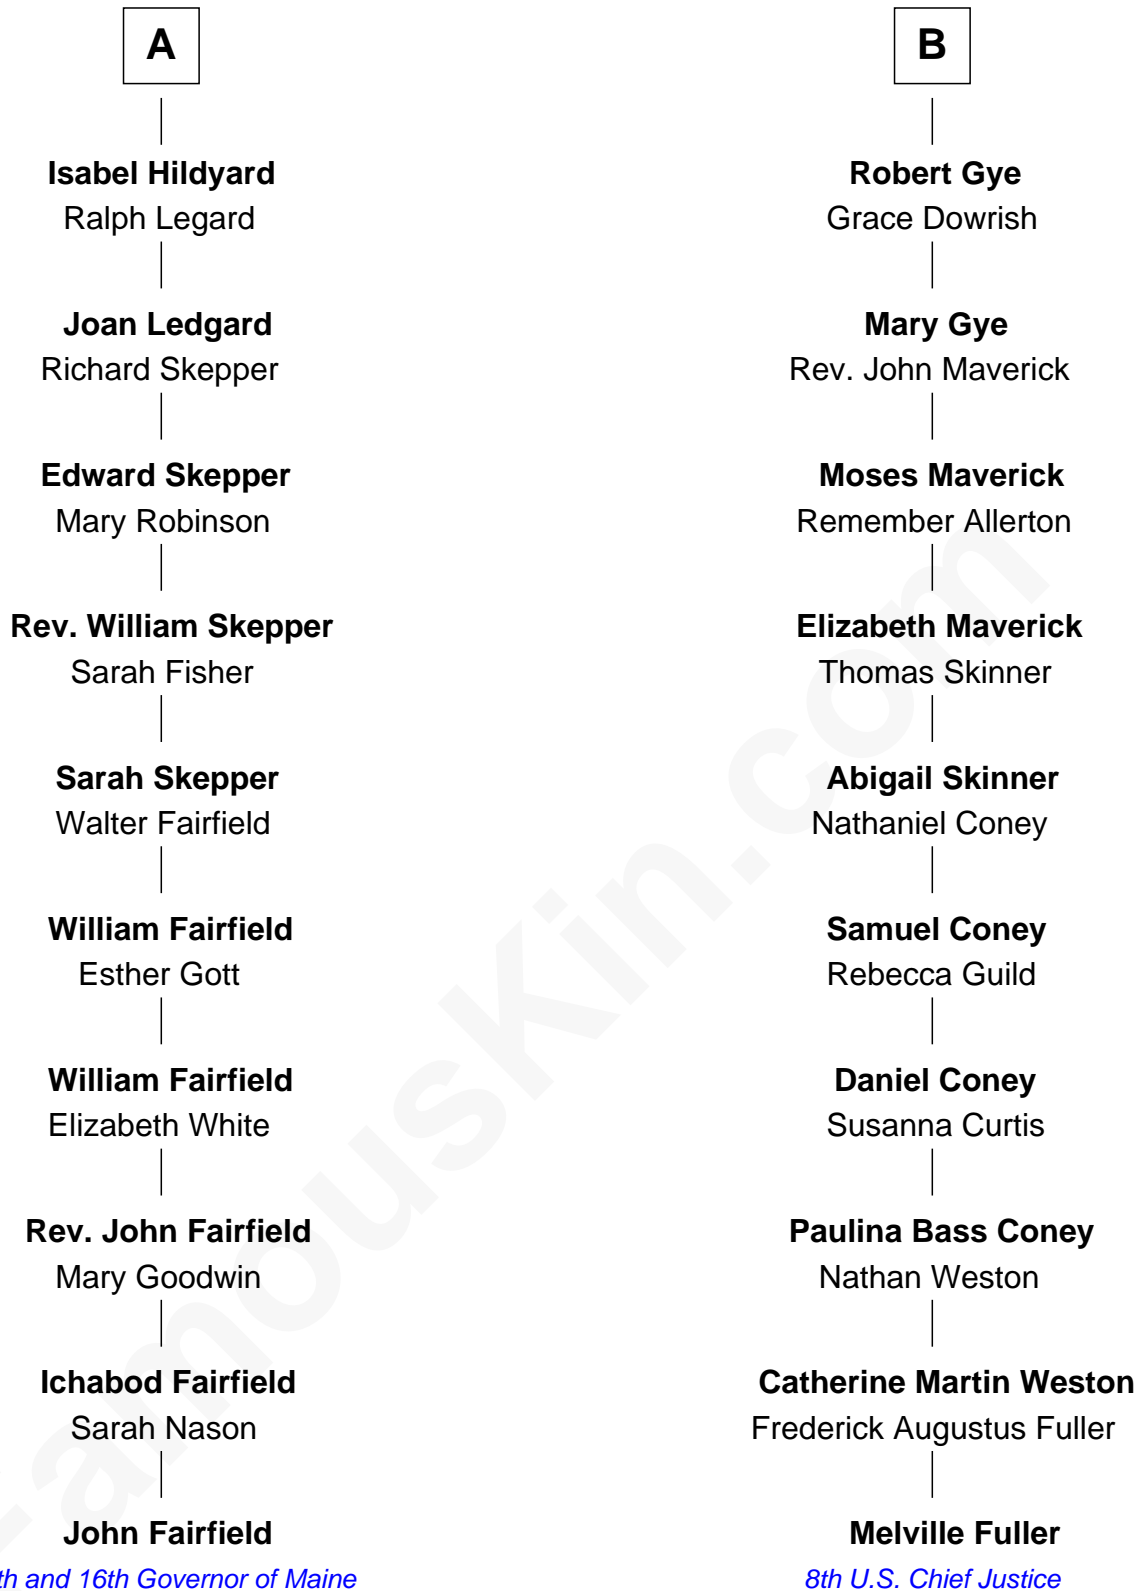 A
Isabel Hildyard
Ralph Legard
Joan Ledgard
Richard Skepper
Edward Skepper
Mary Robinson
Rev. William Skepper
Sarah Fisher
Sarah Skepper
Walter Fairfield
William Fairfield
Esther Gott
William Fairfield
Elizabeth White
Rev. John Fairfield
Mary Goodwin
Ichabod Fairfield
Sarah Nason
John Fairfield
th and 16th Governor of Maine
B
Robert Gye
Grace Dowrish
Mary Gye
Rev. John Maverick
Moses Maverick
Remember Allerton
Elizabeth Maverick
Thomas Skinner
Abigail Skinner
Nathaniel Coney
Samuel Coney
Rebecca Guild
Daniel Coney
Susanna Curtis
Paulina Bass Coney
Nathan Weston
Catherine Martin Weston
Frederick Augustus Fuller
Melville Fuller
8th U.S. Chief Justice
FamousKin.com